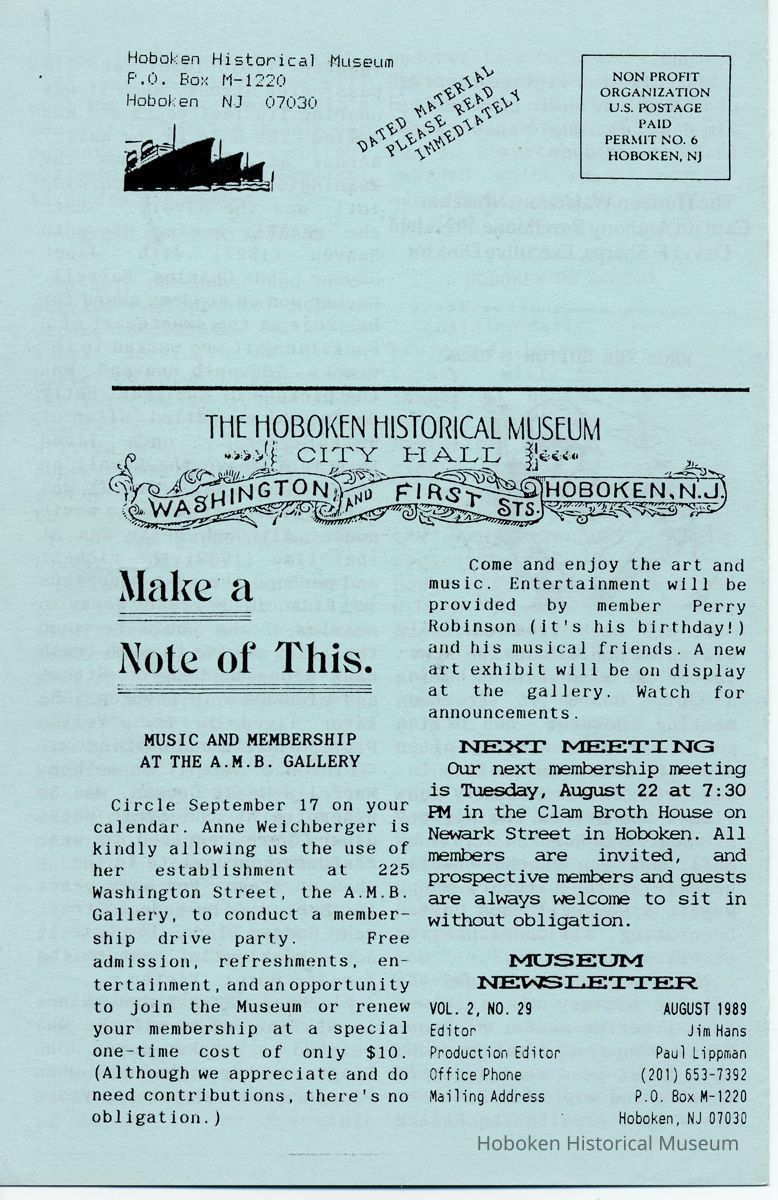 Hoboken Historical Museum
P.O. Box M-1220
Hoboken NJ 07030
DATED MATERIAL
PLEASE READ
IMMEDIATELY
NON PROFIT
ORGANIZATION
U.S. POSTAGE
PAID
PERMIT NO. 6
HOBOKEN, NJ
THE HOBOKEN HISTORICAL MUSEUM
CITY HALL
WASHINGTON AND FIRST STS. HOBOKEN, N.J.
Make a
Note of This.
MUSIC AND MEMBERSHIP
AT THE A.M.B. GALLERY
Circle September 17 on your
calendar. Anne Weichberger is
kindly allowing us the use of
her establishment at 225
Washington Street, the A.M.B.
Gallery, to conduct a member-
ship drive party. Free
admission, refreshments, en-
tertainment, and an opportunity
to join the Museum or renew
your membership at a special
one-time cost of only $10.
(Although we appreciate and do
need contributions, there's no
obligation.)
Come and enjoy the art and
music. Entertainment will be
provided by member Perry
Robinson (it's his birthday!)
and his musical friends. A new
art exhibit will be on display
at the gallery. Watch for
announcements.
NEXT MEETING
Our next membership meeting
is Tuesday, August 22 at 7:30
PM in the Clam Broth House on
Newark Street in Hoboken. All
members are invited, and
prospective members and guests
are always welcome to sit in
without obligation.
MUSEUM
NEWSLETTER
VOL. 2, NO. 29 AUGUST 1989
Editor Jim Hans
Production Editor Paul Lippman
Office Phone (201) 653-7392
Mailing Address P.O. Box M-1220
Hoboken, NJ 07030
Hoboken Historical Museum